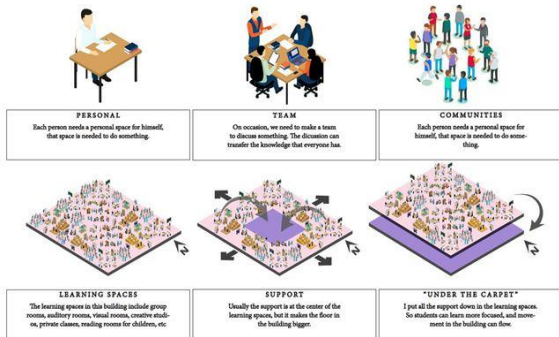 PERSONAL
Each person needs a personal space for himself,
that space is needed to do something.
TEAM
On occasion, we need to make a team
to discuss something. The dicussion can
transfer the knowledge that everyone has.
COMMUNITIES
Each person needs a personal space for
himself, that space is needed to do some-
thing.
N
N
N
LEARNING SPACES
The learning spaces in this building include group
rooms, auditory rooms, visual rooms, creative studi-
os, private classes, reading rooms for children, etc
SUPPORT
Usually the support is at the center of the
learning spaces, but it makes the floor in
the building bigger.
"UNDER THE CARPET"
I put all the support down in the learning spaces.
So students can learn more focused, and move-
ment in the building can flow.